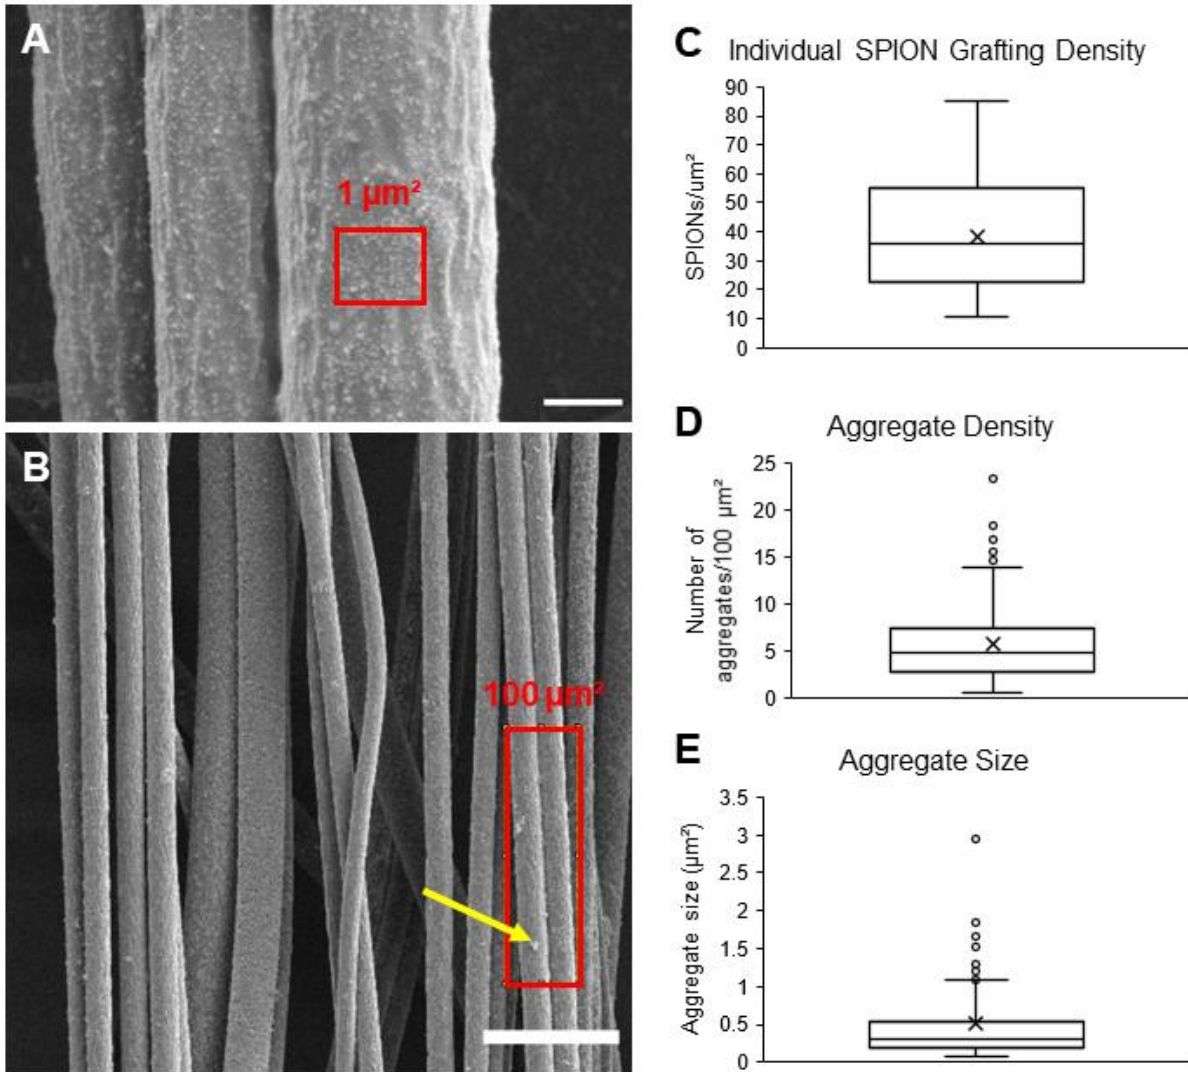 A
1 µm²
B
100 µm²
C
Individual SPION Grafting Density
SPIONs/um²
90
80
70
60
50
40
30
20
10
0
D
Aggregate Density
Number of
aggregates/100 µm²
25
20
15
10
5
0
E
Aggregate Size
Aggregate size (µm²)
3.5
3
2.5
2
1.5
1
0.5
0